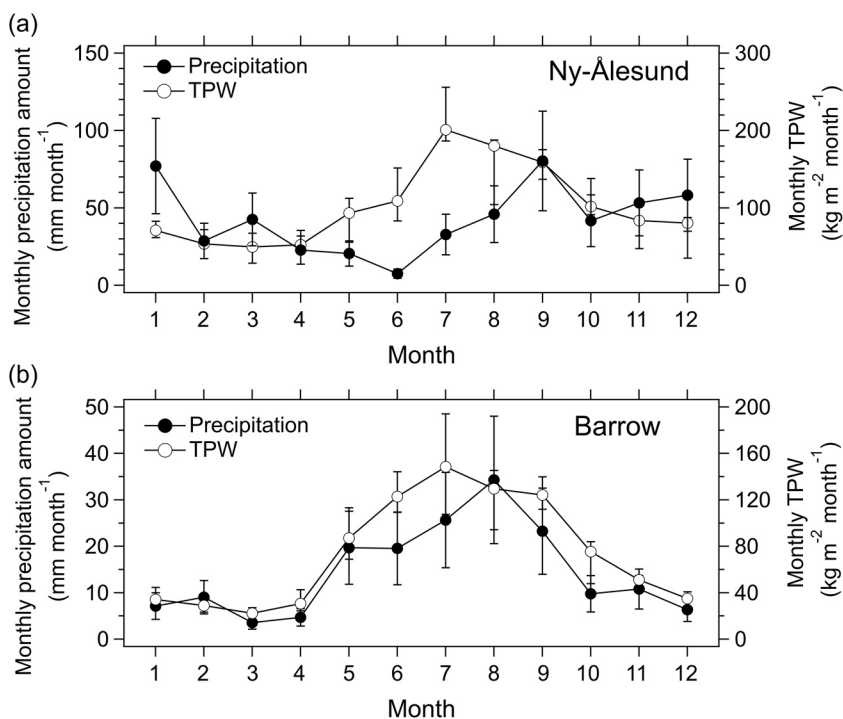 (a)
Monthly precipitation amount
(mm month⁻¹)
150
100
50
0
Precipitation
TPW
Ny-Ålesund
300
200
100
0
Monthly TPW
(kg m⁻² month⁻¹)
1 2 3 4 5 6 7 8 9 10 11 12
Month
(b)
Monthly precipitation amount
(mm month⁻¹)
50
40
30
20
10
0
Precipitation
TPW
Barrow
200
160
120
80
40
0
Monthly TPW
(kg m⁻² month⁻¹)
1 2 3 4 5 6 7 8 9 10 11 12
Month